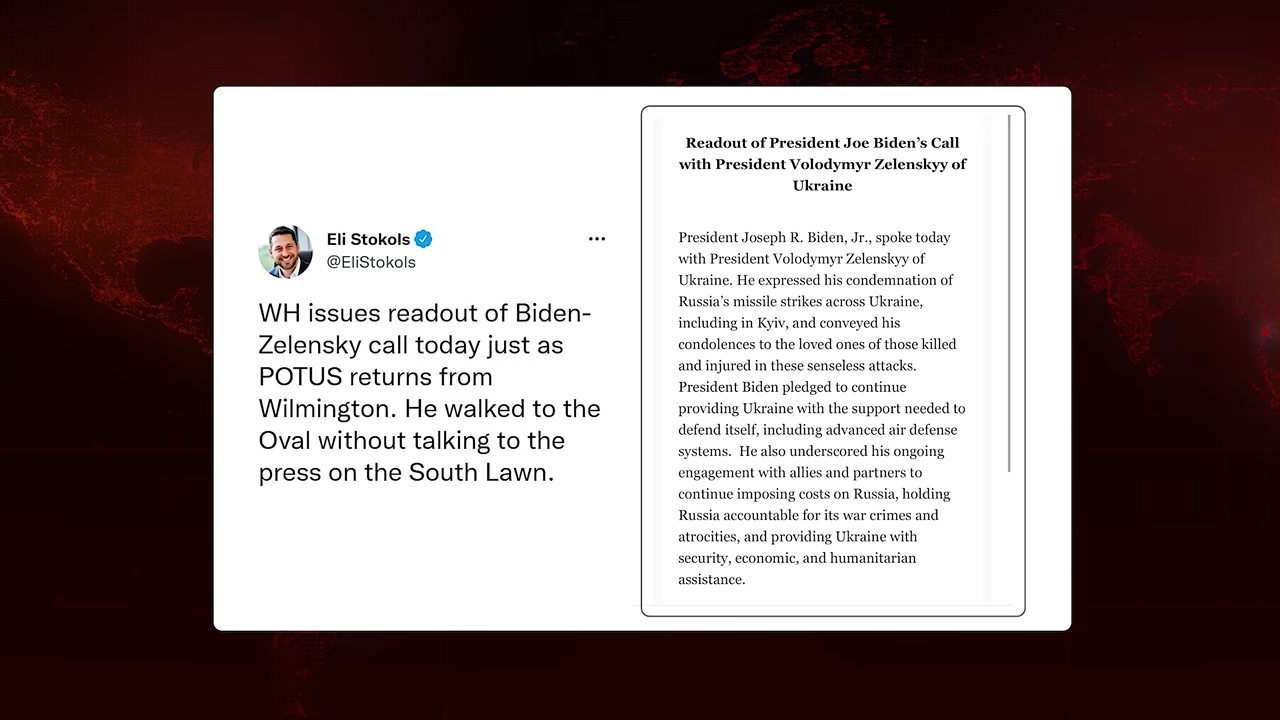 Eli Stokols
@EliStokols
WH issues readout of Biden-
Zelensky call today just as
POTUS returns from
Wilmington. He walked to the
Oval without talking to the
press on the South Lawn.
Readout of President Joe Biden’s Call
with President Volodymyr Zelenskyy of
Ukraine
President Joseph R. Biden, Jr., spoke today
with President Volodymyr Zelenskyy of
Ukraine. He expressed his condemnation of
Russia’s missile strikes across Ukraine,
including in Kyiv, and conveyed his
condolences to the loved ones of those killed
and injured in these senseless attacks.
President Biden pledged to continue
providing Ukraine with the support needed to
defend itself, including advanced air defense
systems.  He also underscored his ongoing
engagement with allies and partners to
continue imposing costs on Russia, holding
Russia accountable for its war crimes and
atrocities, and providing Ukraine with
security, economic, and humanitarian
assistance.